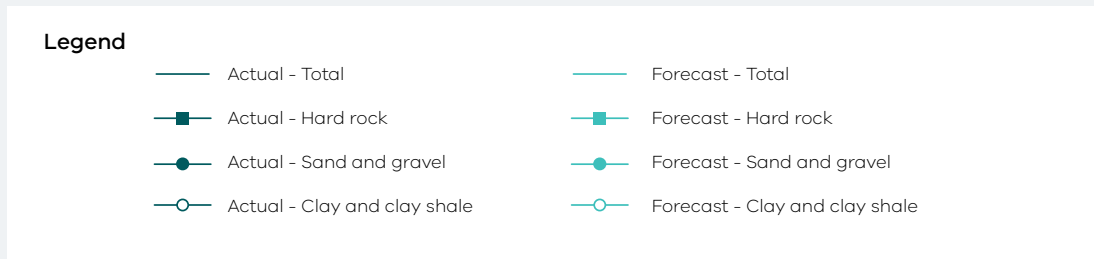 Legend
Actual - Total
Forecast - Total
Actual - Hard rock
Forecast - Hard rock
Actual - Sand and gravel
Forecast - Sand and gravel
Actual - Clay and clay shale
Forecast - Clay and clay shale